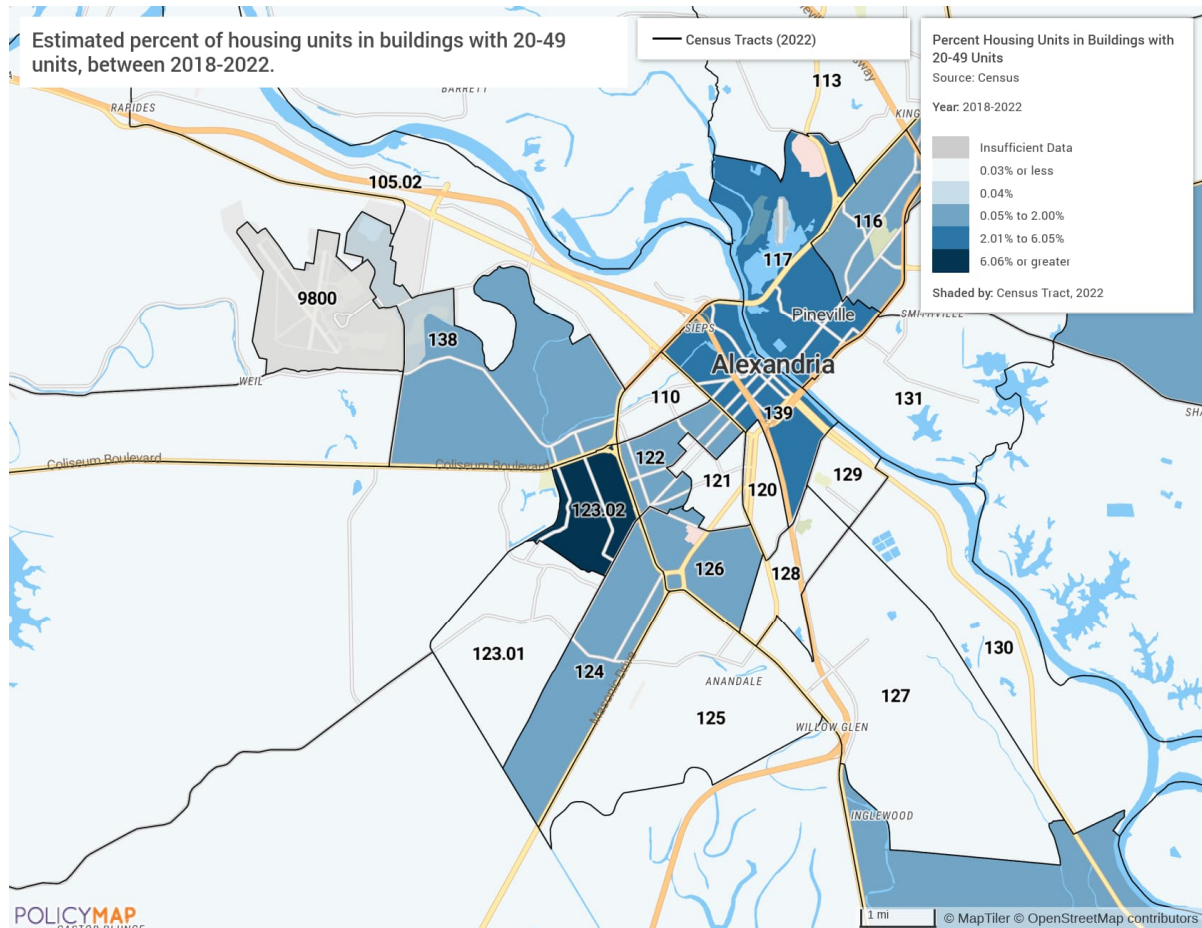 Estimated percent of housing units in buildings with 20-49
units, between 2018-2022.
Census Tracts (2022)
Percent Housing Units in Buildings with
20-49 Units
Source: Census
Year: 2018-2022
Insufficient Data
0.03% or less
0.04%
0.05% to 2.00%
2.01% to 6.05%
6.06% or greater
Shaded by: Census Tract, 2022
113
BARRETT
RAPIDES
105.02
116
117
9800
138
Pineville
SIEPS
Alexandria
WEIL
110
139
131
Coliseum Boulevard
Coliseum Boulevard
122
121
120
129
123.02
126
128
123.01
124
Masonic Drive
ANANDALE
125
130
127
WILLOW GLEN
INGLEWOOD
POLICYMAP
1 mi
© MapTiler © OpenStreetMap contributors